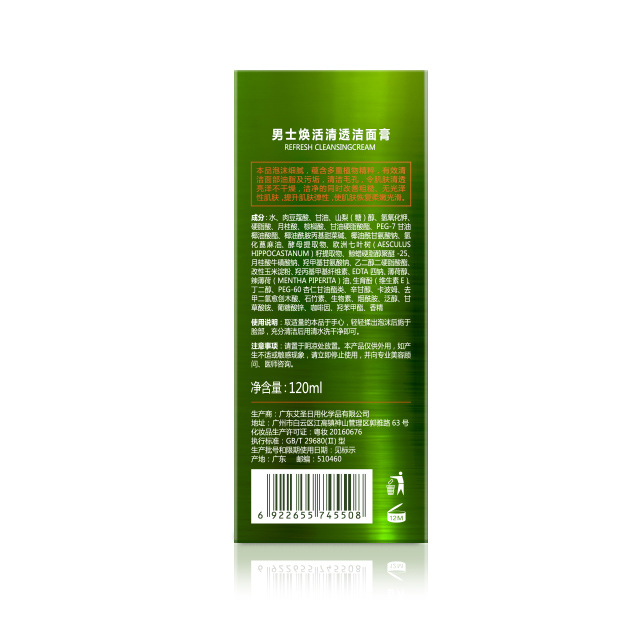 男士焕活清透洁面膏
REFRESH CLEANSINGCREAM
本品泡沫细腻，蕴含多重植物精粹，有效清
洁面部油脂及污垢，清洁毛孔，令肌肤清透
亮泽不干燥，洁净的同时改善粗糙、无光泽
性肌肤，提升肌肤弹性，使肌肤恢复柔嫩光滑。
成分：水、肉豆蔻酸、甘油、山梨（糖）醇、氢氧化钾、
硬脂酸、月桂酸、棕榈酸、甘油硬脂酸酯、PEG-7 甘油
椰油酸酯、椰油酰胺丙基甜菜碱、椰油酰甘氨酸钠、氢
化蓖麻油、酵母提取物、欧洲七叶树（AESCULUS
HIPPOCASTANUM）籽提取物、鲸蜡硬脂醇聚醚 -25、
月桂酸牛磺酸钠、羟甲基甘氨酸钠、乙二醇二硬脂酸酯、
改性玉米淀粉、羟丙基甲基纤维素、EDTA 四钠、薄荷醇、
辣薄荷（MENTHA PIPERITA）油、生育酚（维生素 E）、
丁二醇、PEG-60 杏仁甘油酯类、辛甘醇、卡波姆、去
甲二氢愈创木酸、石竹素、生物素、烟酰胺、泛醇、甘
草酸铵、葡糖酸锌、咖啡因、羟苯甲酯、香精
使用说明：取适量的本品于手心，轻轻揉出泡沫后施于
脸部，充分清洁后用清水洗干净即可。
注意事项：请置于阴凉处放置。本产品仅供外用，如产
生不适或敏感现象，请立即停止使用，并向专业美容顾
问、医师咨询。
净含量：120ml
生产商：广东艾圣日用化学品有限公司
地址：广州市白云区江高镇神山管理区郭雅路 63 号
化妆品生产许可证：粤妆 20160676
执行标准：GB/T 29680(II) 型
生产批号和限期使用日期：见标示
产地：广东 邮编：510460
6 922655 745508
12M